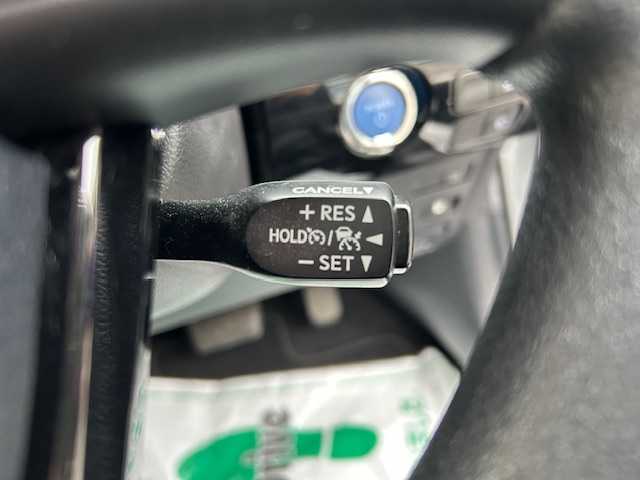 CANCEL▼
+ RES ▲
HOLD / ◀
− SET ▼